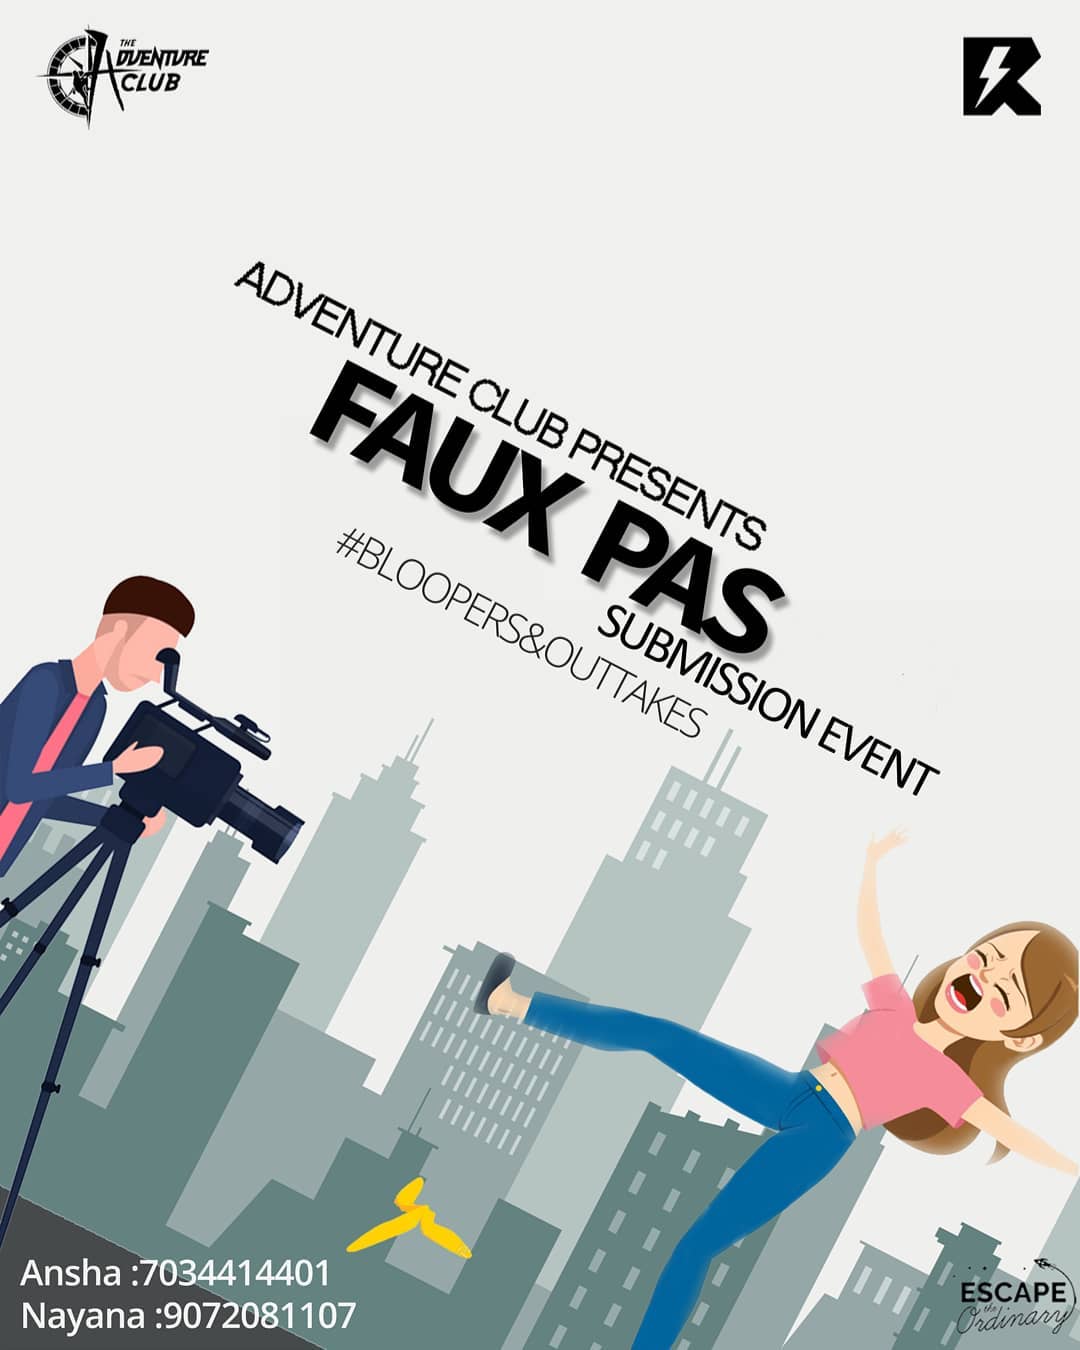 THE
ADVENTURE
CLUB
ADVENTURE CLUB PRESENTS
FAUX PAS
SUBMISSION EVENT
#BLOOPERS&OUTTAKES
Ansha :7034414401
Nayana :9072081107
ESCAPE
the
Ordinary